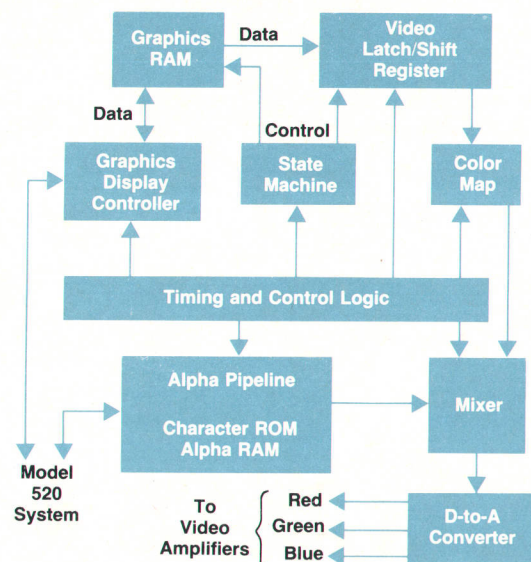 Graphics
RAM
Data
Video
Latch/Shift
Register
Data
Control
Graphics
Display
Controller
State
Machine
Color
Map
Timing and Control Logic
Alpha Pipeline
Character ROM
Alpha RAM
Mixer
Model
520
System
To
Video
Amplifiers
Red
Green
Blue
D-to-A
Converter